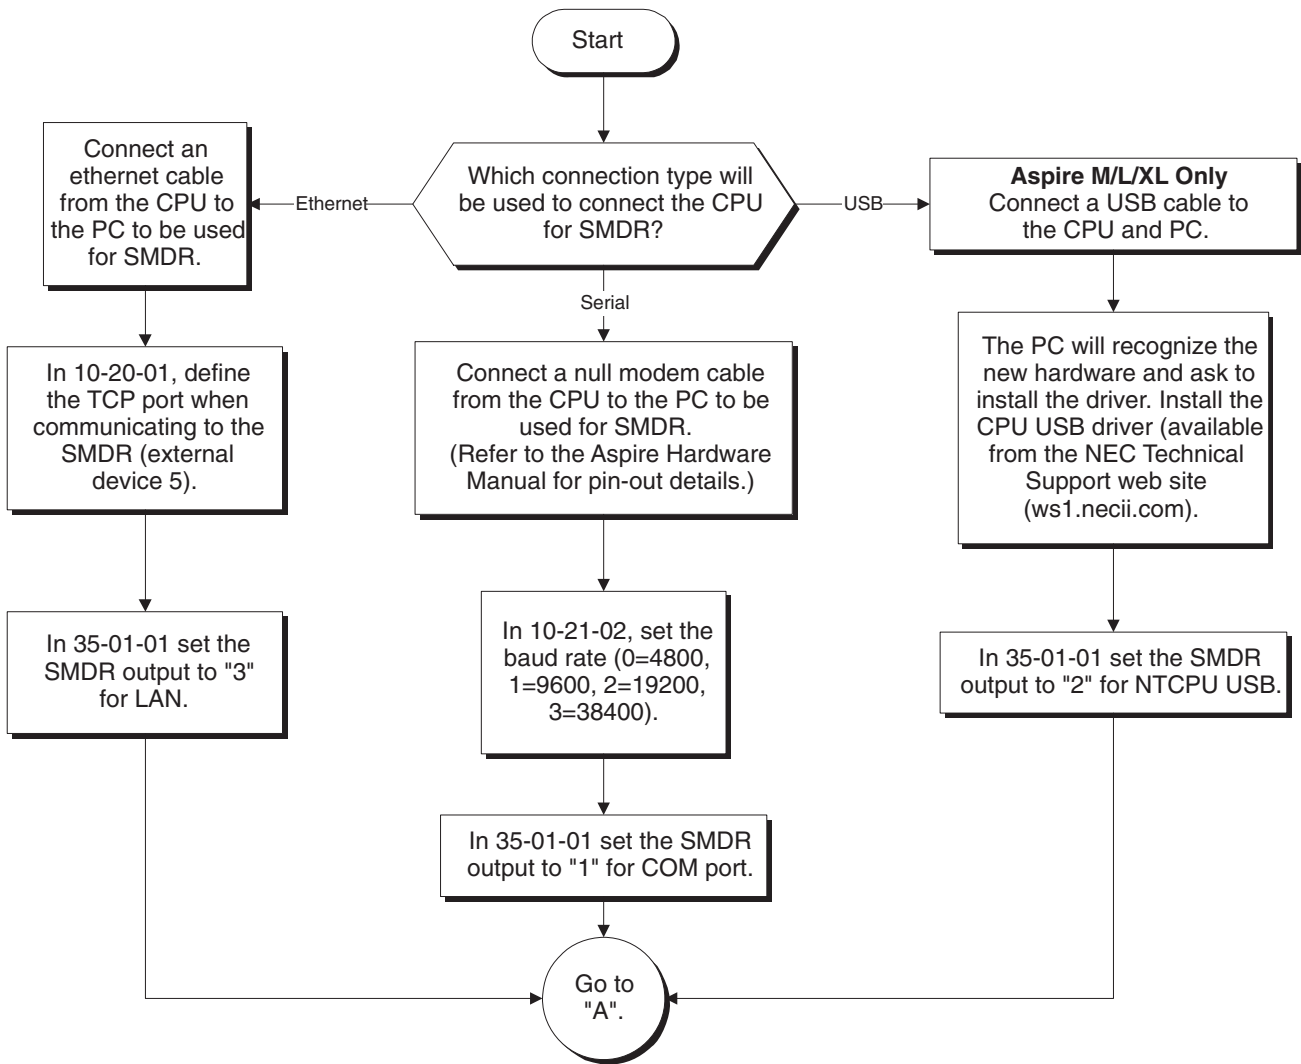 Start
Which connection type will
be used to connect the CPU
for SMDR?
Ethernet
Connect an
ethernet cable
from the CPU to
the PC to be used
for SMDR.
In 10-20-01, define
the TCP port when
communicating to the
SMDR (external
device 5).
In 35-01-01 set the
SMDR output to "3"
for LAN.
Serial
Connect a null modem cable
from the CPU to the PC to be
used for SMDR.
(Refer to the Aspire Hardware
Manual for pin-out details.)
In 10-21-02, set the
baud rate (0=4800,
1=9600, 2=19200,
3=38400).
In 35-01-01 set the SMDR
output to "1" for COM port.
USB
Aspire M/L/XL Only
Connect a USB cable to
the CPU and PC.
The PC will recognize the
new hardware and ask to
install the driver. Install the
CPU USB driver (available
from the NEC Technical
Support web site
(ws1.necii.com).
In 35-01-01 set the SMDR
output to "2" for NTCPU USB.
Go to
"A".